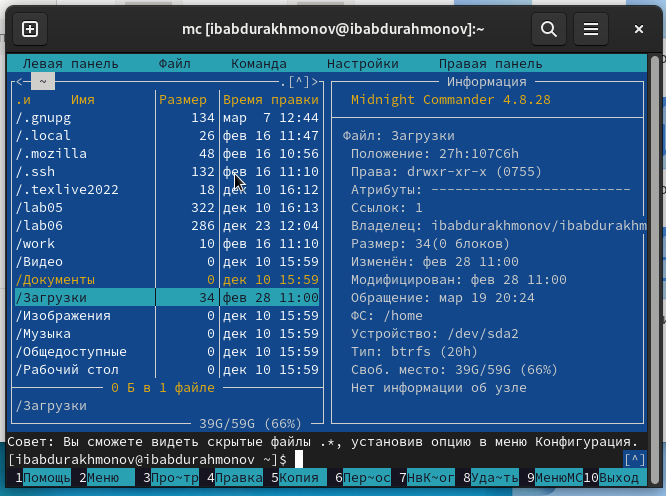 mc [ibabdurakhmonov@ibabdurahmonov]:~
Левая панель Файл Команда Настройки Правая панель
<─ ~ .[^]>
.и Имя Размер Время правки
/.gnupg 134 мар 7 12:44
/.local 26 фев 16 11:47
/.mozilla 48 фев 16 10:56
/.ssh 132 фев 16 11:10
/.texlive2022 18 дек 10 16:12
/lab05 322 дек 10 16:13
/lab06 286 дек 23 12:04
/work 10 фев 16 11:10
/Видео 0 дек 10 15:59
/Документы 0 дек 10 15:59
/Загрузки 34 фев 28 11:00
/Изображения 0 дек 10 15:59
/Музыка 0 дек 10 15:59
/Общедоступные 0 дек 10 15:59
/Рабочий стол 0 дек 10 15:59
0 Б в 1 файле
/Загрузки
39G/59G (66%)
Информация
Midnight Commander 4.8.28
Файл: Загрузки
Положение: 27h:107C6h
Права: drwxr-xr-x (0755)
Атрибуты: -------------------------
Ссылок: 1
Владелец: ibabdurakhmonov/ibabdurakhm
Размер: 34(0 блоков)
Изменён: фев 28 11:00
Модифицирован: фев 28 11:00
Обращение: мар 19 20:24
ФС: /home
Устройство: /dev/sda2
Тип: btrfs (20h)
Своб. место: 39G/59G (66%)
Нет информации об узле
Совет: Вы сможете видеть скрытые файлы .*, установив опцию в меню Конфигурация.
[ibabdurakhmonov@ibabdurahmonov ~]$ [^]
1Помощь 2Меню 3Про~тр 4Правка 5Копия 6Пер~ос 7НвК~ог 8Уда~ть 9МенюMC 10Выход